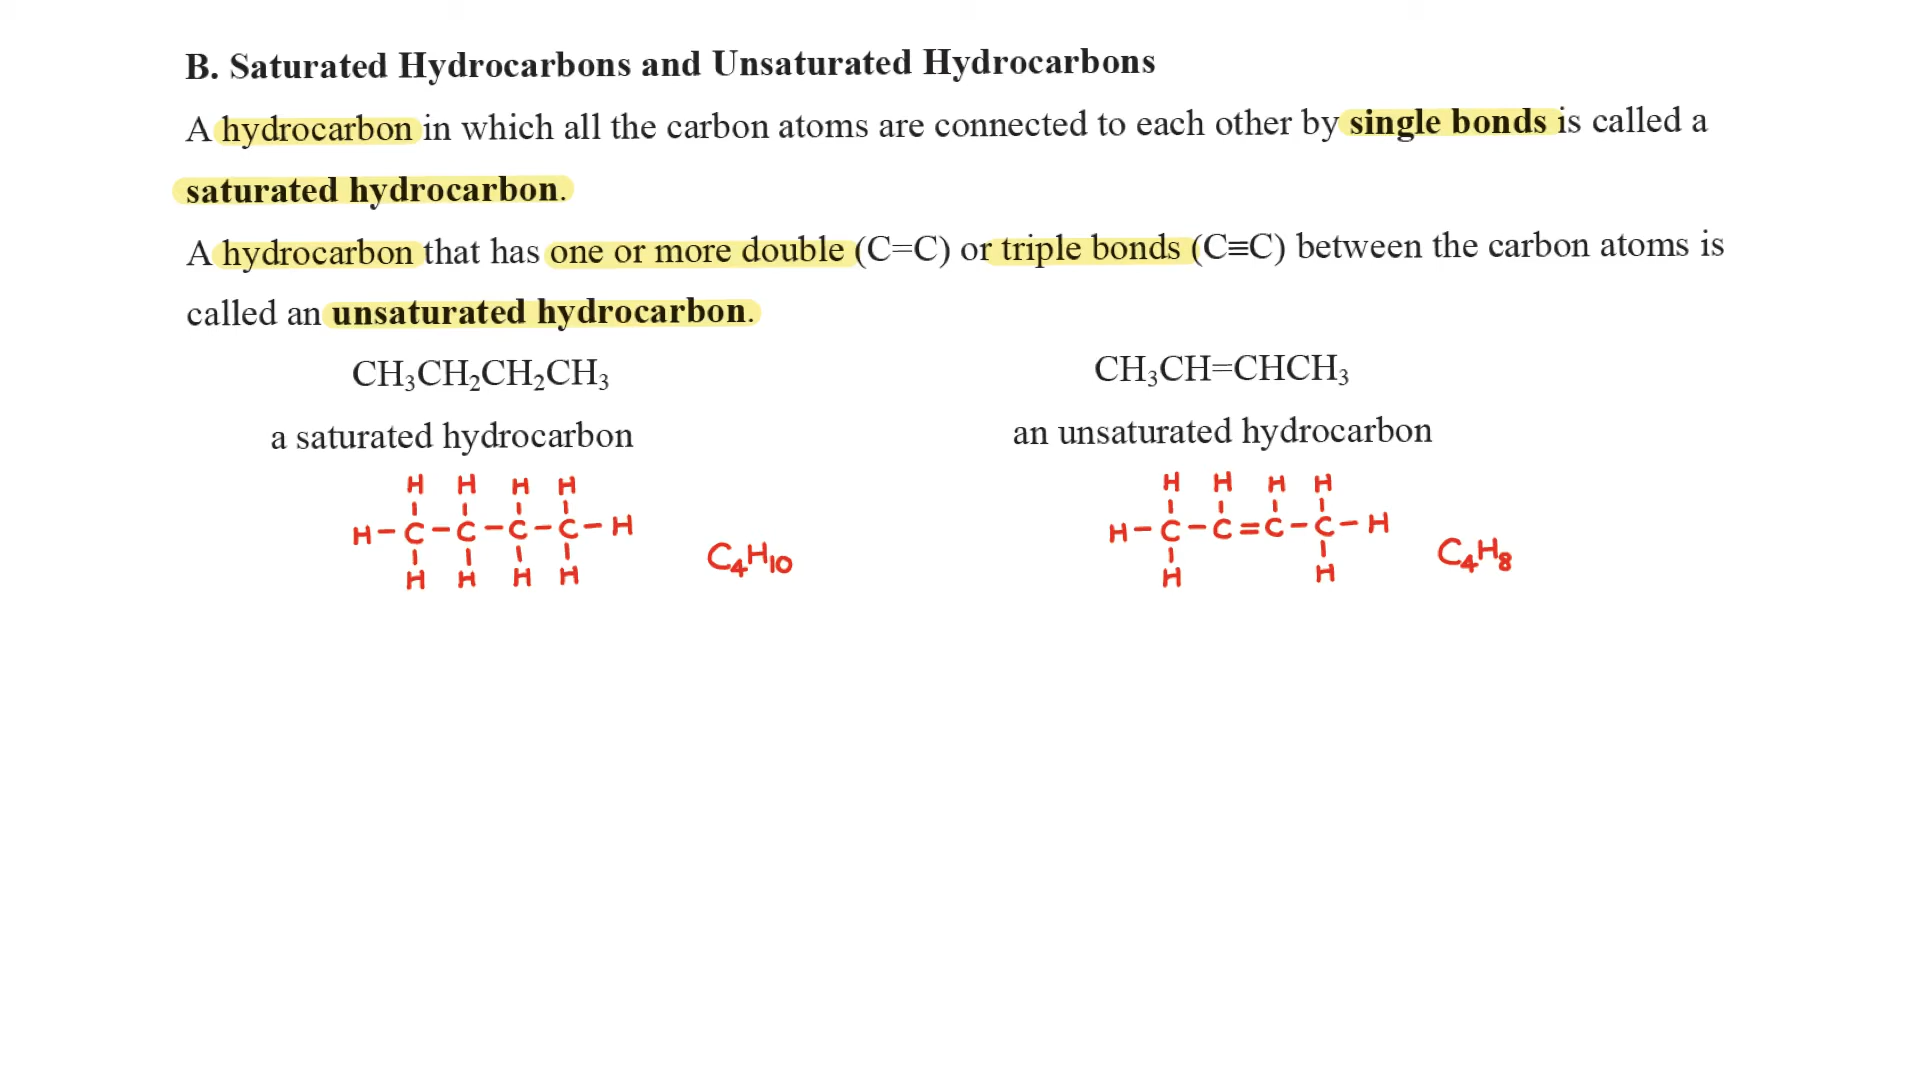 B. Saturated Hydrocarbons and Unsaturated Hydrocarbons
A hydrocarbon in which all the carbon atoms are connected to each other by single bonds is called a
saturated hydrocarbon.
A hydrocarbon that has one or more double (C=C) or triple bonds (C≡C) between the carbon atoms is
called an unsaturated hydrocarbon.
CH₃CH₂CH₂CH₃
CH₃CH=CHCH₃
a saturated hydrocarbon
an unsaturated hydrocarbon
H H H H
H-C-C-C-C-H
H H H H
C₄H₁₀
H H H H
H-C-C=C-C-H
H H
C₄H₈